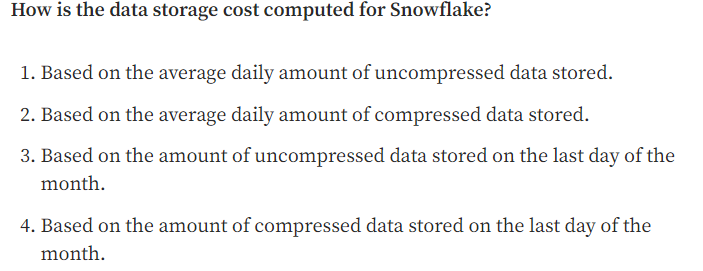 How is the data storage cost computed for Snowflake?
1. Based on the average daily amount of uncompressed data stored.
2. Based on the average daily amount of compressed data stored.
3. Based on the amount of uncompressed data stored on the last day of the
month.
4. Based on the amount of compressed data stored on the last day of the
month.